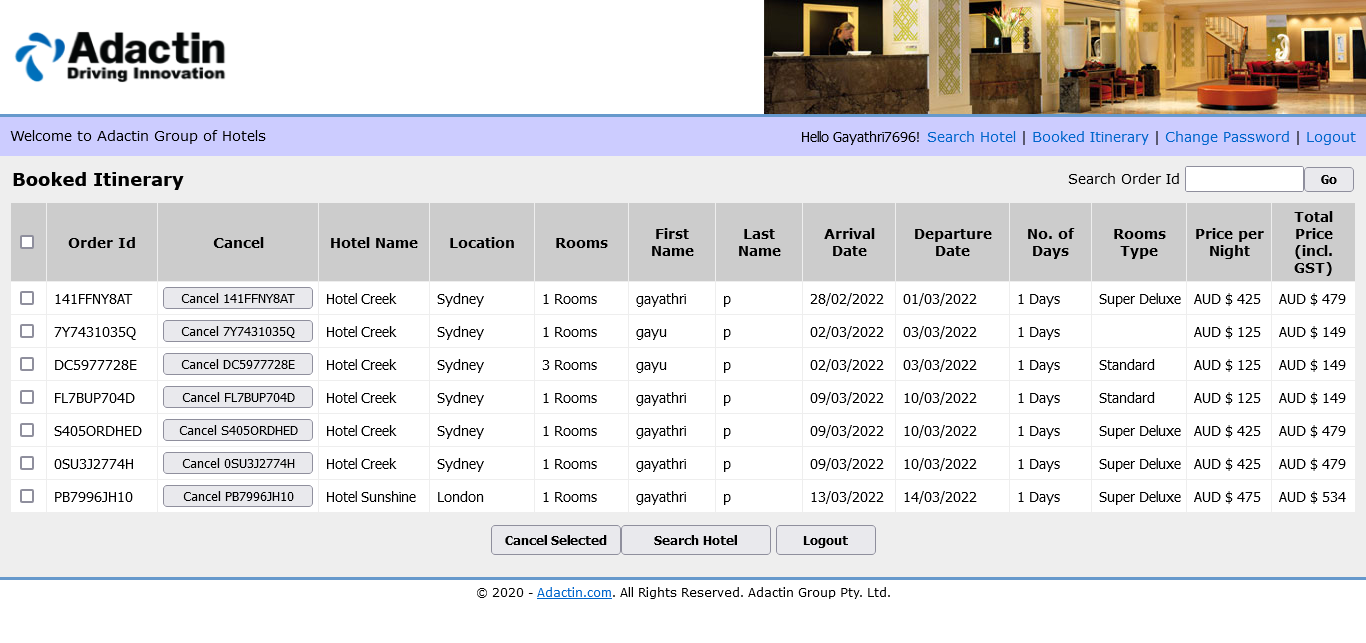 Adactin
Driving Innovation
Welcome to Adactin Group of Hotels
Hello Gayathri7696! Search Hotel | Booked Itinerary | Change Password | Logout
Booked Itinerary
Search Order Id Go
Order Id Cancel Hotel Name Location Rooms First Name Last Name Arrival Date Departure Date No. of Days Rooms Type Price per Night Total Price (incl. GST)
141FFNY8AT Cancel 141FFNY8AT Hotel Creek Sydney 1 Rooms gayathri p 28/02/2022 01/03/2022 1 Days Super Deluxe AUD $ 425 AUD $ 479
7Y7431035Q Cancel 7Y7431035Q Hotel Creek Sydney 1 Rooms gayu p 02/03/2022 03/03/2022 1 Days AUD $ 125 AUD $ 149
DC5977728E Cancel DC5977728E Hotel Creek Sydney 3 Rooms gayu p 02/03/2022 03/03/2022 1 Days Standard AUD $ 125 AUD $ 149
FL7BUP704D Cancel FL7BUP704D Hotel Creek Sydney 1 Rooms gayathri p 09/03/2022 10/03/2022 1 Days Standard AUD $ 125 AUD $ 149
S405ORDHED Cancel S405ORDHED Hotel Creek Sydney 1 Rooms gayathri p 09/03/2022 10/03/2022 1 Days Super Deluxe AUD $ 425 AUD $ 479
0SU3J2774H Cancel 0SU3J2774H Hotel Creek Sydney 1 Rooms gayathri p 09/03/2022 10/03/2022 1 Days Super Deluxe AUD $ 425 AUD $ 479
PB7996JH10 Cancel PB7996JH10 Hotel Sunshine London 1 Rooms gayathri p 13/03/2022 14/03/2022 1 Days Super Deluxe AUD $ 475 AUD $ 534
Cancel Selected Search Hotel Logout
© 2020 - Adactin.com. All Rights Reserved. Adactin Group Pty. Ltd.